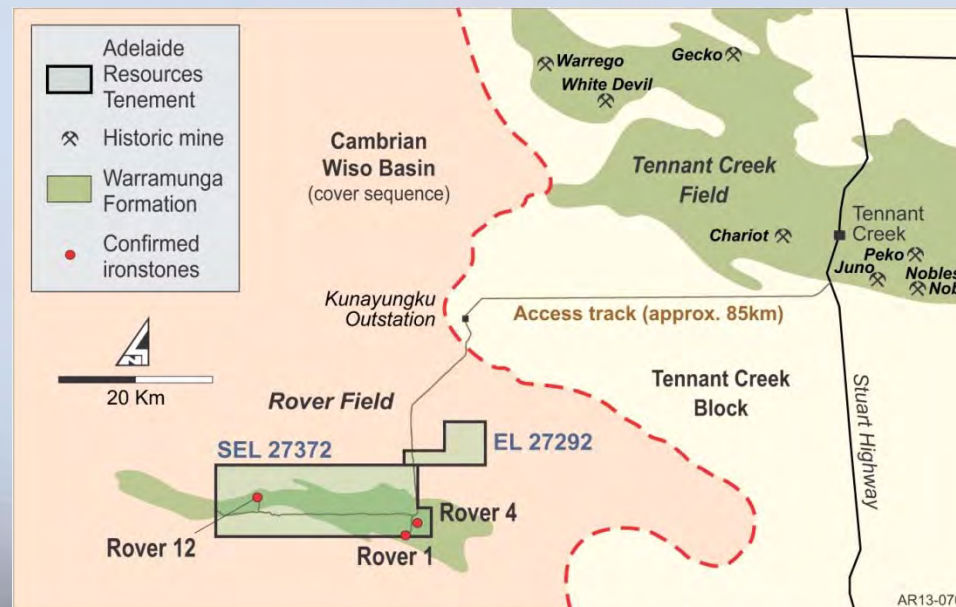 Adelaide
Resources
Tenement
Historic mine
Warramunga
Formation
Confirmed
ironstones
N
20 Km
Warrego
White Devil
Gecko
Cambrian
Wiso Basin
(cover sequence)
Tennant Creek
Field
Chariot
Tennant
Creek
Peko
Juno
Nobles
Nob
Kunayungku
Outstation
Access track (approx. 85km)
Tennant Creek
Block
Stuart Highway
Rover Field
SEL 27372
EL 27292
Rover 4
Rover 12
Rover 1